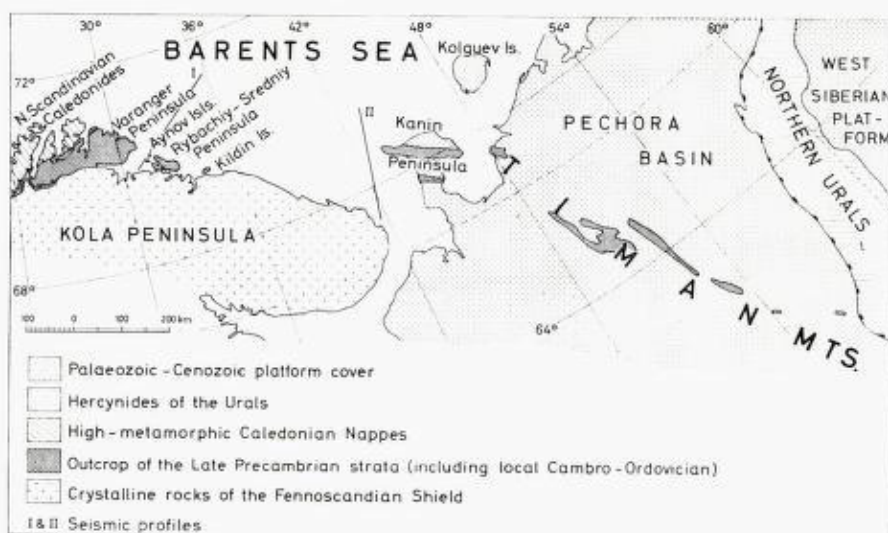 30°
36°
42°
48°
54°
60°
72°
BARENTS SEA
Kolguev Is.
WEST
SIBERIAN
PLAT-
FORM
N Scandinavian
Caledonides
Varanger
Peninsula
Aynov Isls.
Rybachiy-Sredniy
Peninsula
Kildin Is.
I
II
Kanin
Peninsula
PECHORA
BASIN
NORTHERN URALS
KOLA PENINSULA
TIMAN MTS.
68°
64°
100 0 100 200 km
Palaeozoic-Cenozoic platform cover
Hercynides of the Urals
High-metamorphic Caledonian Nappes
Outcrop of the Late Precambrian strata (including local Cambro-Ordovician)
Crystalline rocks of the Fennoscandian Shield
I & II Seismic profiles